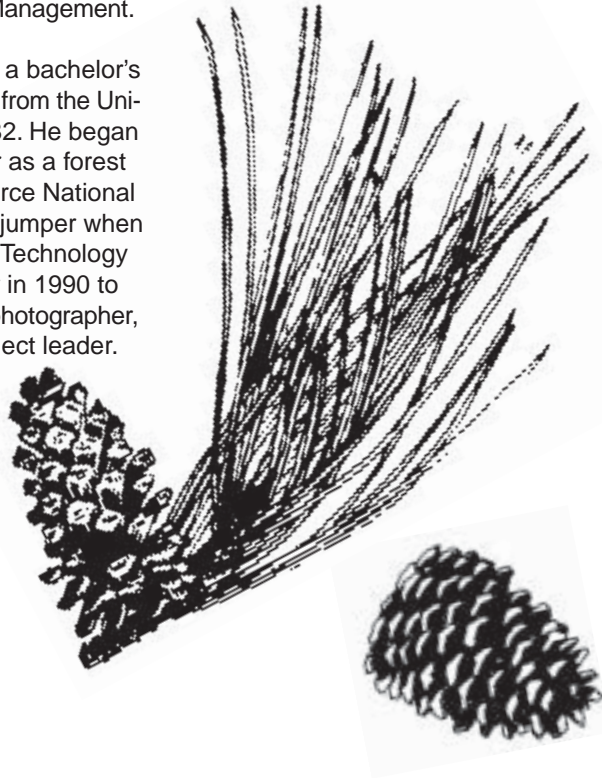 Management.
a bachelor's
from the Uni-
32. He began
r as a forest
rce National
jumper when
Technology
in 1990 to
hotographer,
ect leader.